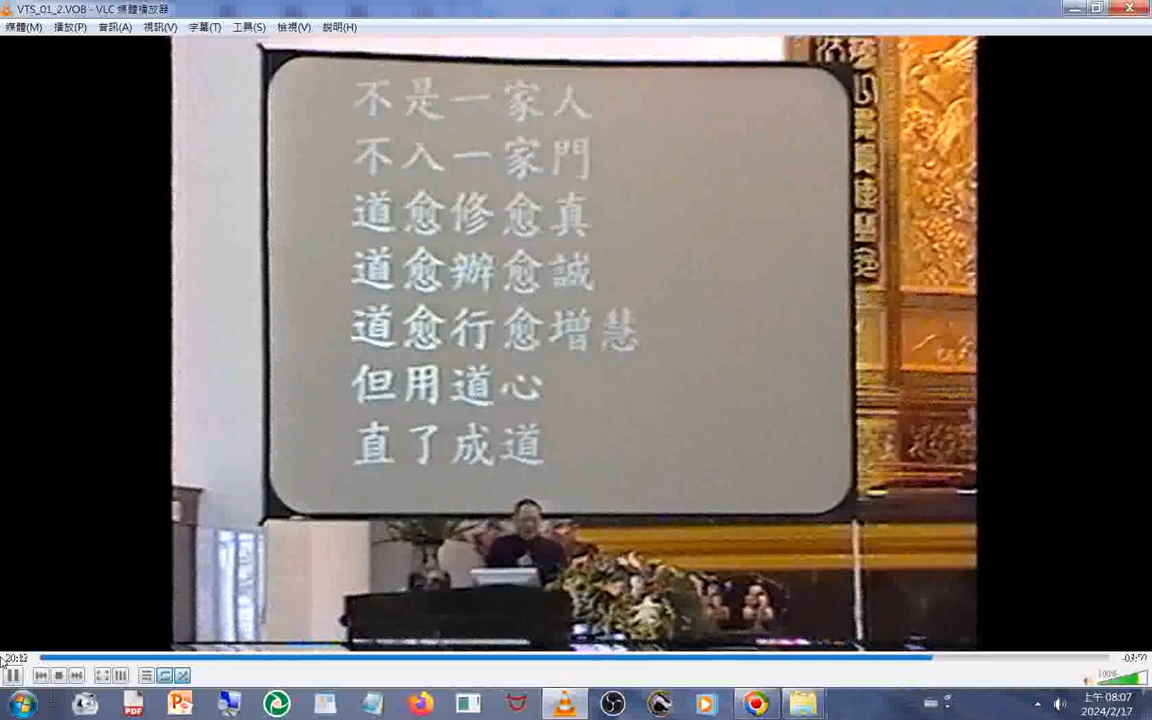 VTS_01_2.VOB - VLC 媒體播放器
媒體(M) 播放(P) 音訊(A) 視訊(V) 字幕(T) 工具(S) 檢視(V) 說明(H)
不是一家人
不入一家門
道愈修愈真
道愈辦愈誠
道愈行愈增慧
但用道心
直了成道
20:12
100%
上午 08:07
2024/2/17